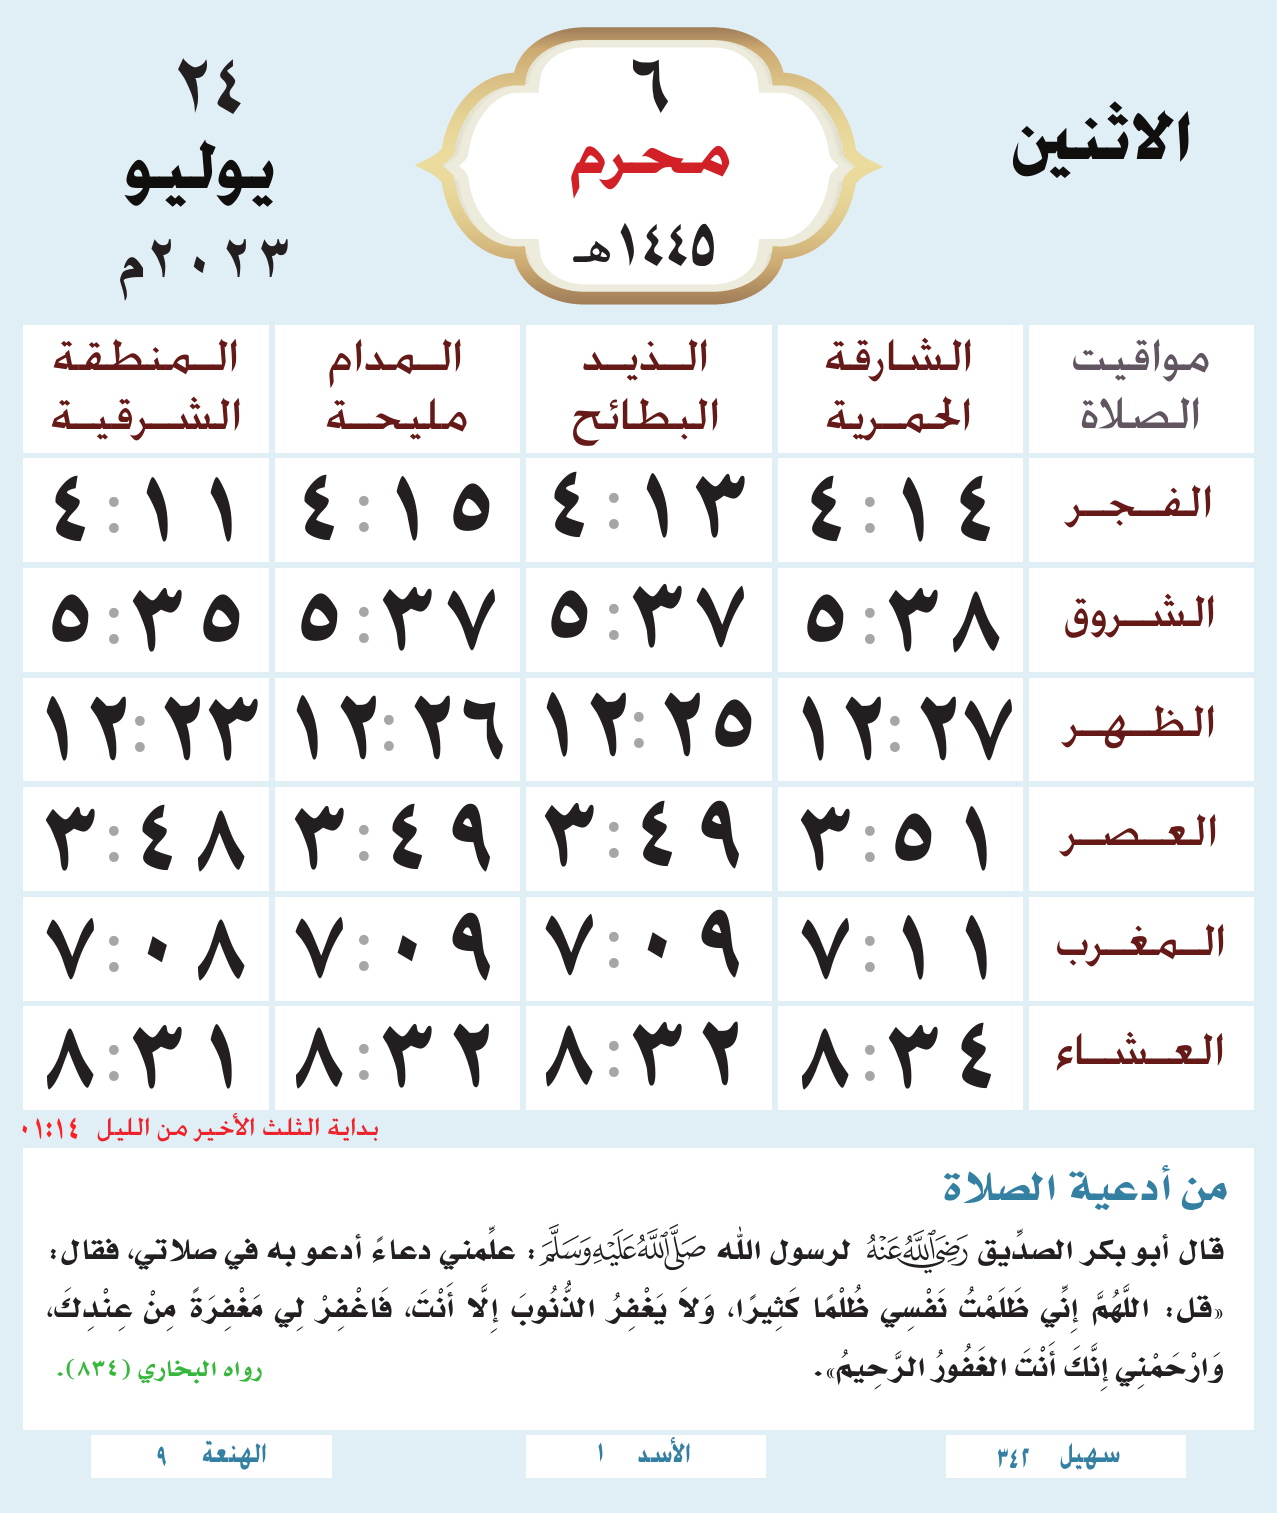 الاثنين
٦
محرم
١٤٤٥هـ
٢٤
يوليو
٢٠٢٣م
مواقيت الصلاة الشارقة الحمرية الذيد البطائح المدام مليحة المنطقة الشرقية
الفجر ٤:١٤ ٤:١٣ ٤:١٥ ٤:١١
الشروق ٥:٣٨ ٥:٣٧ ٥:٣٧ ٥:٣٥
الظهر ١٢:٢٧ ١٢:٢٥ ١٢:٢٦ ١٢:٢٣
العصر ٣:٥١ ٣:٤٩ ٣:٤٩ ٣:٤٨
المغرب ٧:١١ ٧:٠٩ ٧:٠٩ ٧:٠٨
العشاء ٨:٣٤ ٨:٣٢ ٨:٣٢ ٨:٣١
بداية الثلث الأخير من الليل ٠١:١٤
من أدعية الصلاة
قال أبو بكر الصدِّيق رَضِيَ اللَّهُ عَنْهُ لرسول الله صَلَّى اللَّهُ عَلَيْهِ وَسَلَّمَ: علِّمني دعاءً أدعو به في صلاتي، فقال:
«قل: اللَّهُمَّ إِنِّي ظَلَمْتُ نَفْسِي ظُلْمًا كَثِيرًا، وَلاَ يَغْفِرُ الذُّنُوبَ إِلَّا أَنْتَ، فَاغْفِرْ لِي مَغْفِرَةً مِنْ عِنْدِكَ،
وَارْحَمْنِي إِنَّكَ أَنْتَ الغَفُورُ الرَّحِيمُ». رواه البخاري (٨٣٤).
سهيل ٣٤٢ الأسد ١ الهنعة ٩